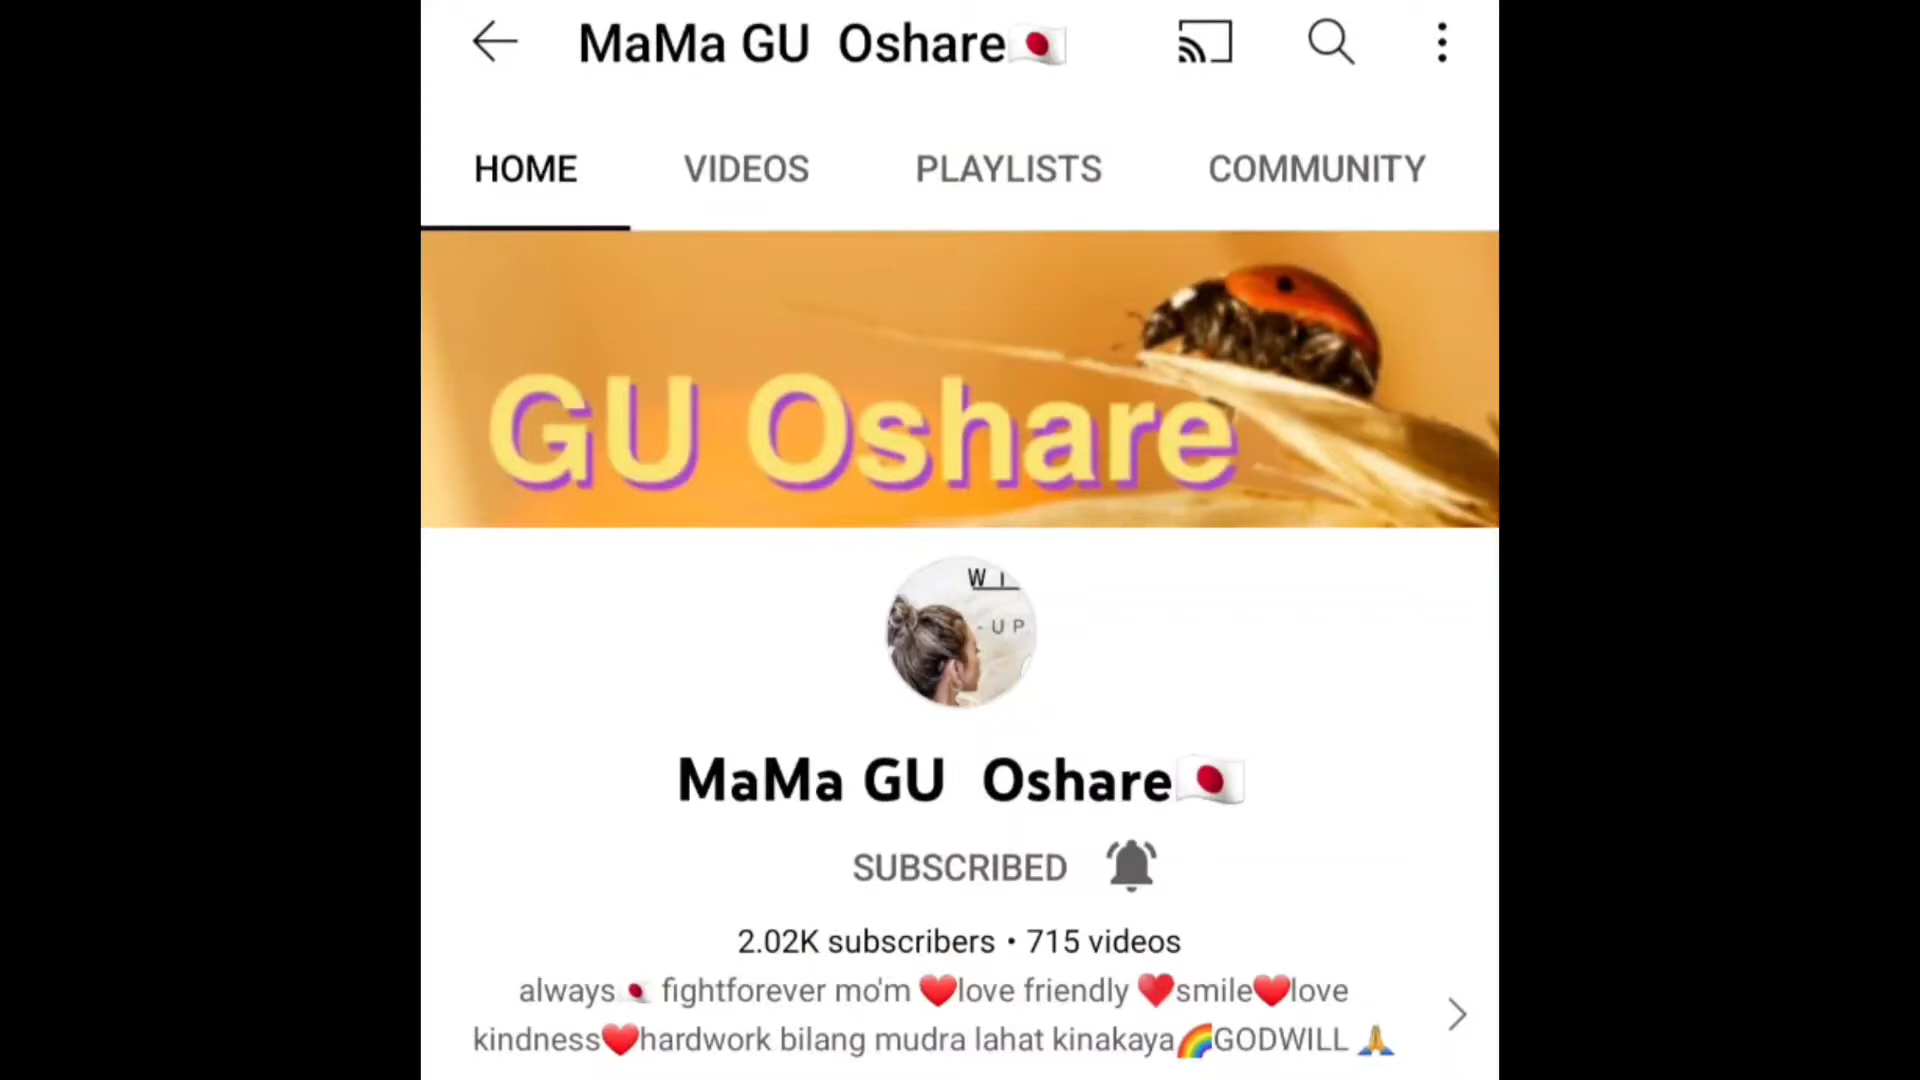 MaMa GU Oshare🇯🇵
HOME VIDEOS PLAYLISTS COMMUNITY
GU Oshare
W I
- U P
MaMa GU Oshare🇯🇵
SUBSCRIBED
2.02K subscribers • 715 videos
always🇯🇵 fightforever mo'm ❤️love friendly ❤️smile❤️love
kindness❤️hardwork bilang mudra lahat kinakaya🌈GODWILL 🙏